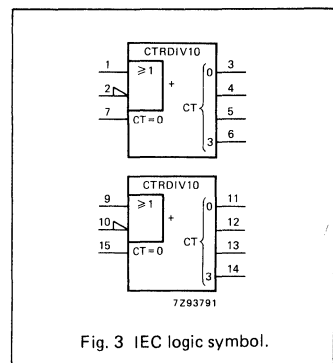 CTRDIV10
1 ≥1 0 3
2 + 4
7 CT=0 CT 5
3 6
CTRDIV10
9 ≥1 0 11
10 + 12
15 CT=0 CT 13
3 14
7Z93791
Fig. 3 IEC logic symbol.